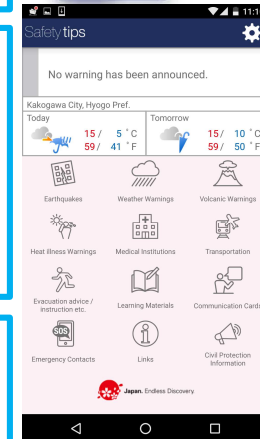 11:1
Safety tips
No warning has been announced.
Kakogawa City, Hyogo Pref.
Today
Tomorrow
15 / 5 °C
59 / 41 °F
15 / 10 °C
59 / 50 °F
Earthquakes
Weather Warnings
Volcanic Warnings
Heat illness Warnings
Medical Institutions
Transportation
Evacuation advice /
instruction etc.
Learning Materials
Communication Cards
SOS
Emergency Contacts
Links
Civil Protection
Information
Japan. Endless Discovery.